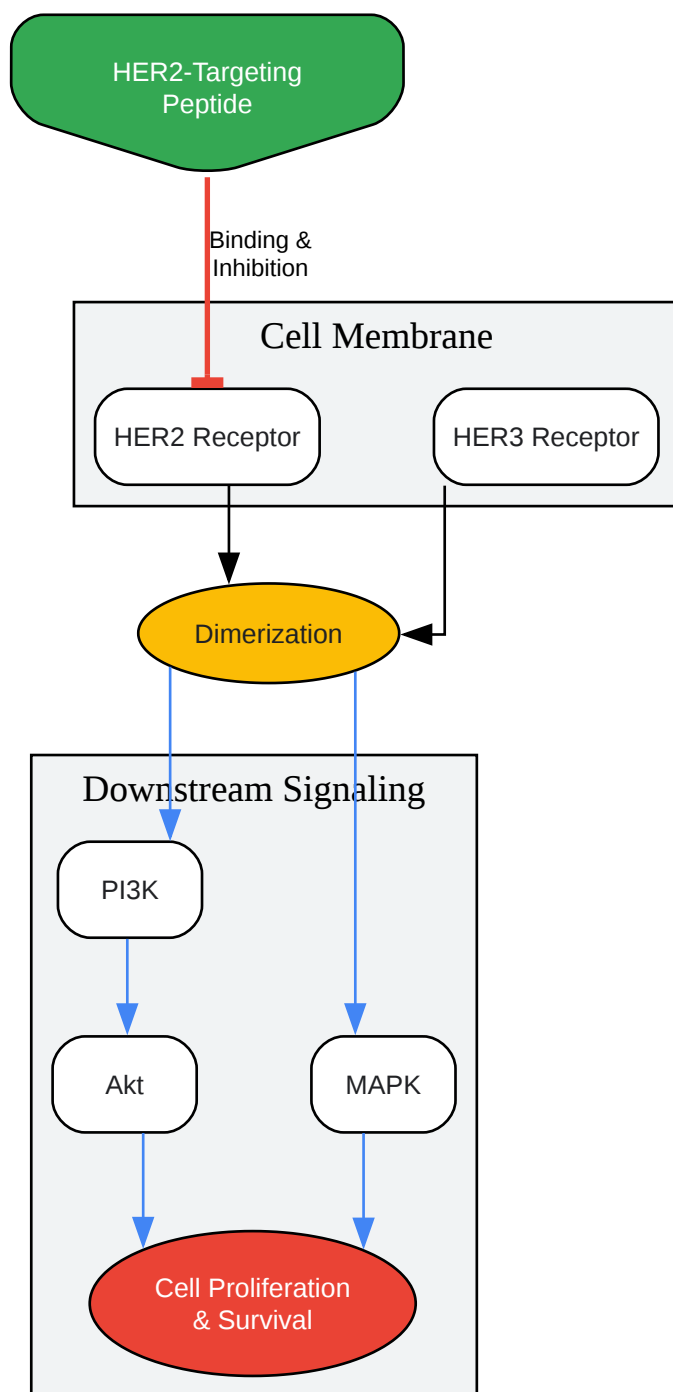 HER2-Targeting
Peptide
Binding &
Inhibition
Cell Membrane
HER2 Receptor
HER3 Receptor
Dimerization
Downstream Signaling
PI3K
Akt
MAPK
Cell Proliferation
& Survival